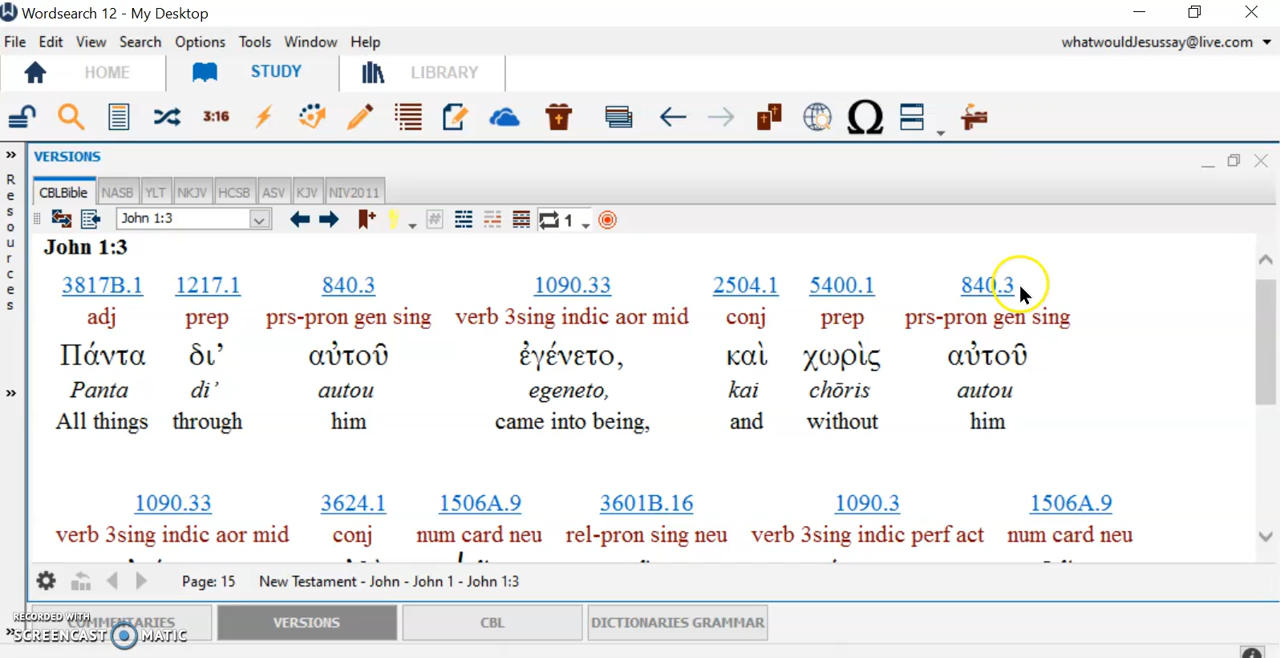 Wordsearch 12 - My Desktop
File Edit View Search Options Tools Window Help whatwouldJesussay@live.com
HOME STUDY LIBRARY
3:16
VERSIONS
Resources
CBLBible NASB YLT NKJV HCSB ASV KJV NIV2011
John 1:3 # 1
John 1:3
3817B.1 1217.1 840.3 1090.33 2504.1 5400.1 840.3
adj prep prs-pron gen sing verb 3sing indic aor mid conj prep prs-pron gen sing
Πάντα δι’ αὐτοῦ ἐγένετο, καὶ χωρὶς αὐτοῦ
Panta di’ autou egeneto, kai chōris autou
All things through him came into being, and without him
1090.33 3624.1 1506A.9 3601B.16 1090.3 1506A.9
verb 3sing indic aor mid conj num card neu rel-pron sing neu verb 3sing indic perf act num card neu
Page: 15 New Testament - John - John 1 - John 1:3
COMMENTARIES VERSIONS CBL DICTIONARIES GRAMMAR
RECORDED WITH
SCREENCAST MATIC